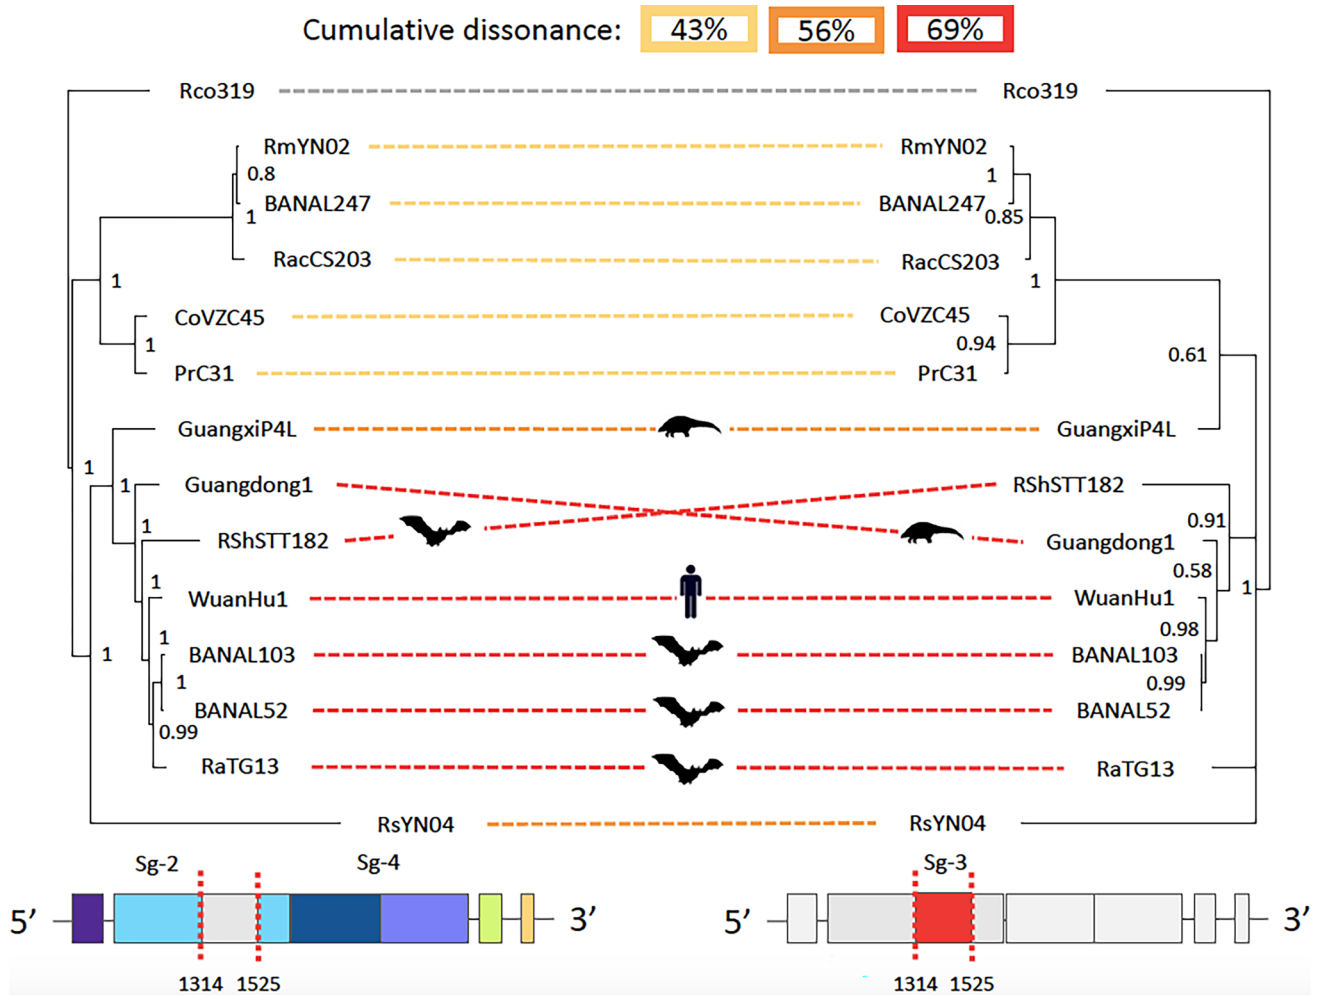 Cumulative dissonance: 43% 56% 69%
Rco319 Rco319
RmYN02 RmYN02
0.8 1
BANAL247 BANAL247
1 0.85
RacCS203 RacCS203
1 1
CoVZC45 CoVZC45
1 0.94
0.61
PrC31 PrC31
GuangxiP4L GuangxiP4L
1
1 Guangdong1 RShSTT182
1 0.91
RShSTT182 Guangdong1
1 0.58
1
WuanHu1 WuanHu1
1 0.98
1 BANAL103 BANAL103
1 0.99
BANAL52 BANAL52
0.99
RaTG13 RaTG13
RsYN04 RsYN04
Sg-2 Sg-4 Sg-3
5’ 3’ 5’ 3’
1314 1525 1314 1525